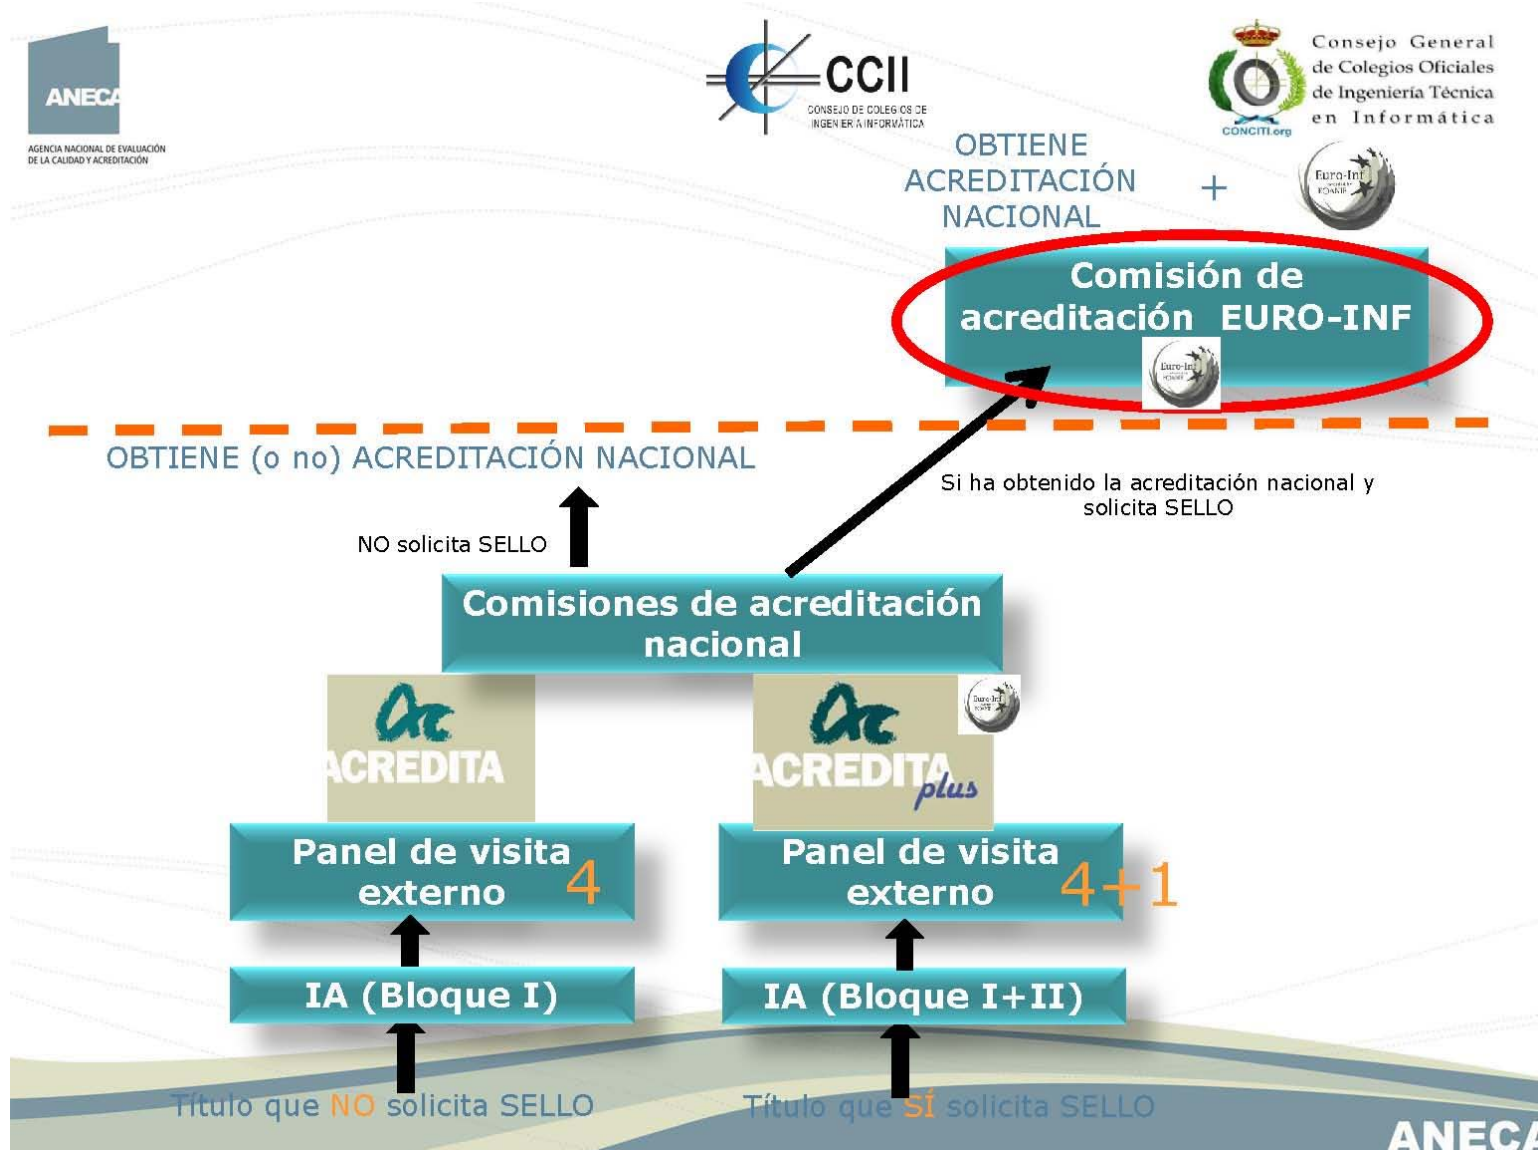 ANECA
AGENCIA NACIONAL DE EVALUACIÓN
DE LA CALIDAD Y ACREDITACIÓN
CCII
CONSEJO DE COLEGIOS DE
INGENIERÍA INFORMÁTICA
CONCITI.org
Consejo General
de Colegios Oficiales
de Ingeniería Técnica
en Informática
OBTIENE
ACREDITACIÓN
NACIONAL
+
Euro-Inf
Comisión de
acreditación EURO-INF
Euro-Inf
OBTIENE (o no) ACREDITACIÓN NACIONAL
Si ha obtenido la acreditación nacional y
solicita SELLO
NO solicita SELLO
Comisiones de acreditación
nacional
ACREDITA
ACREDITA
plus
Euro-Inf
Panel de visita
externo 4
Panel de visita
externo 4+1
IA (Bloque I)
IA (Bloque I+II)
Título que NO solicita SELLO
Título que SÍ solicita SELLO
ANECA